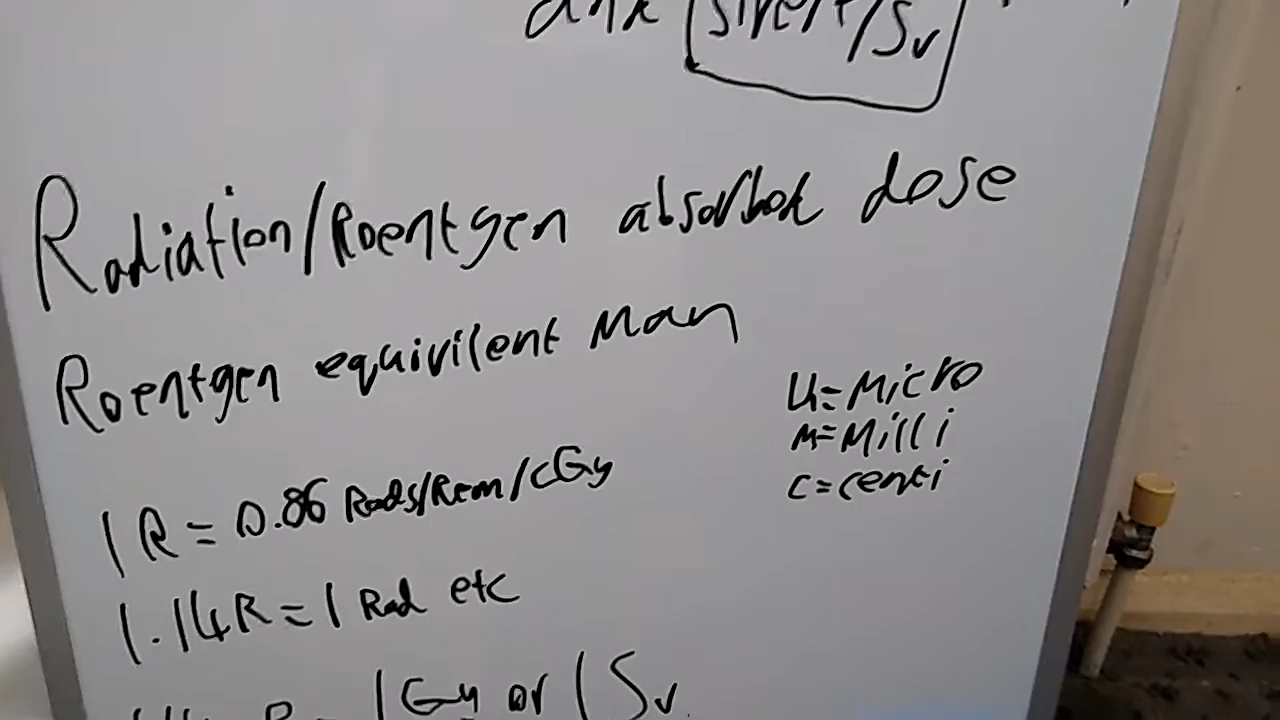 Sivert/Sv
Radiation/Roentgen absorbed dose
Roentgen equivilent Man
u=Micro
m=Milli
c=centi
1R=0.86 Rads/Rem/cGy
1.14R=1 Rad etc
1Gy or 1Sv